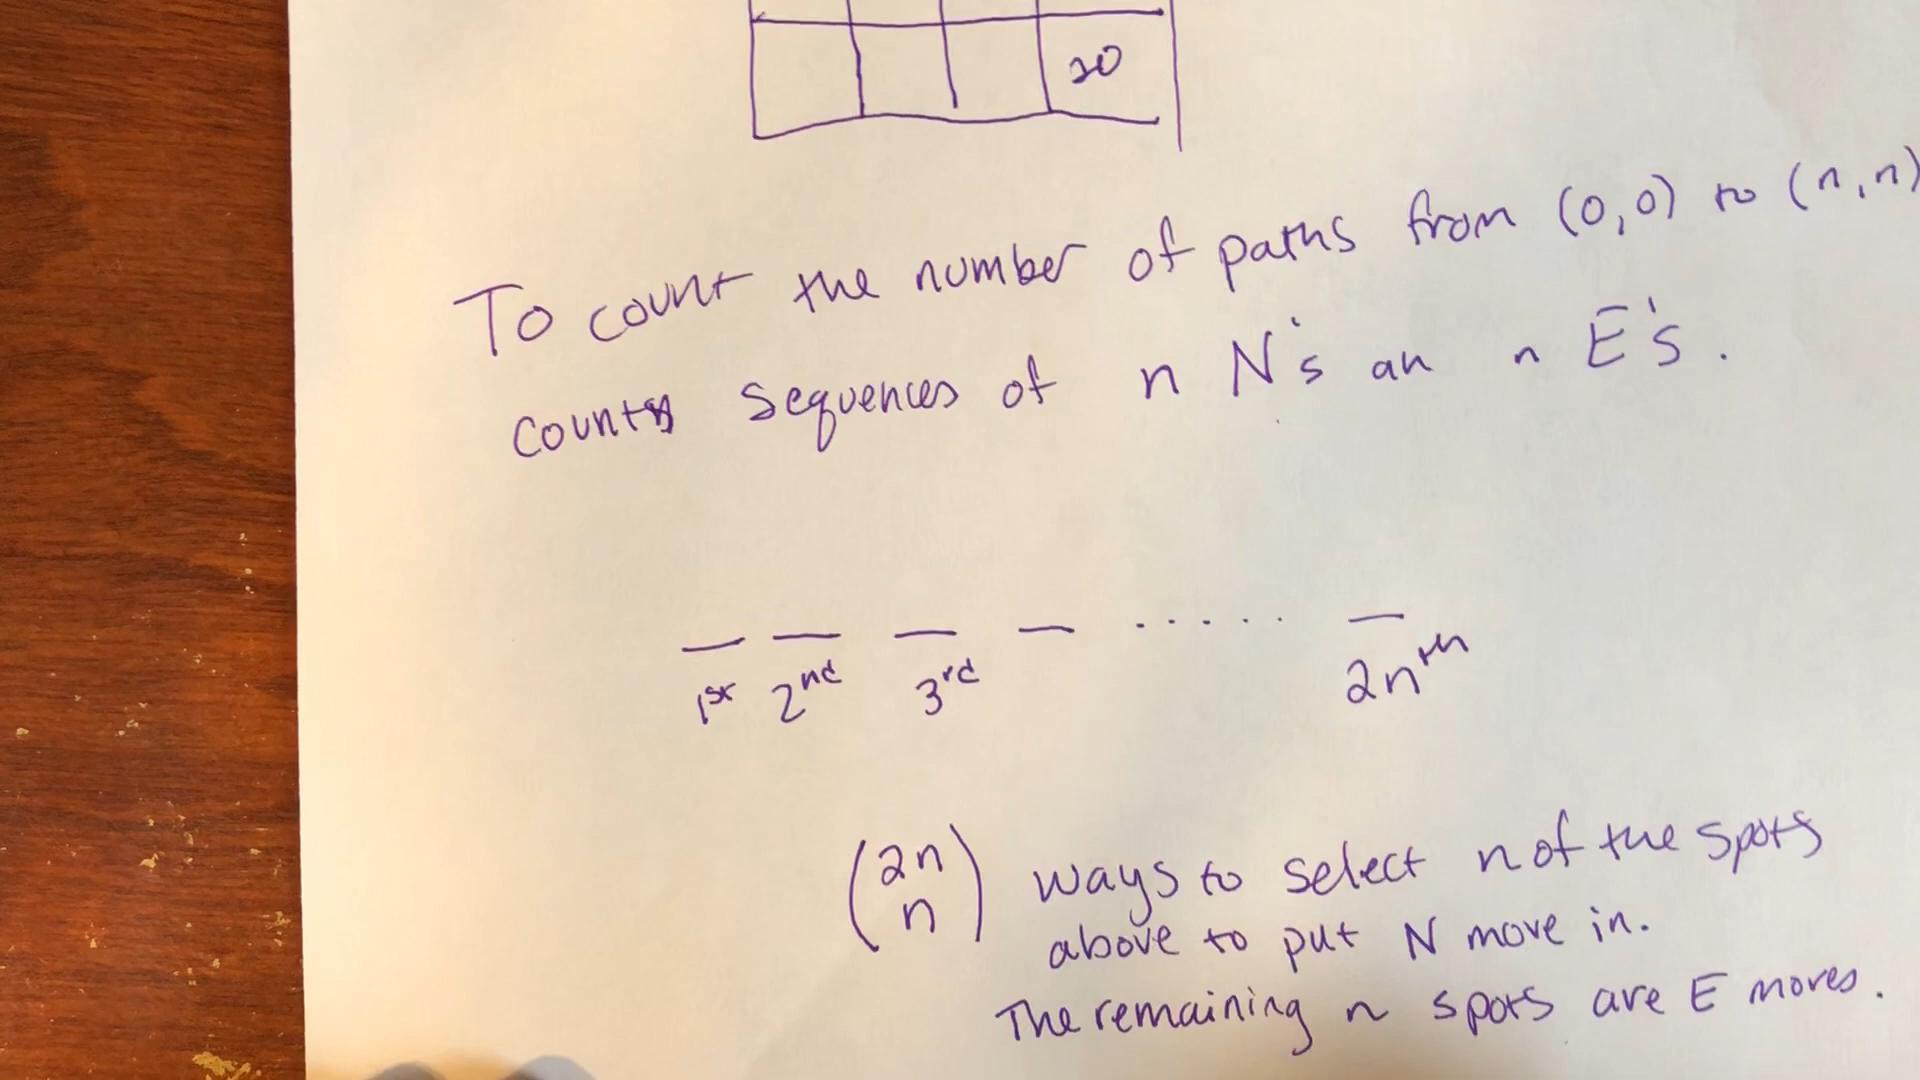 20
To count the number of paths from (0,0) to (n,n)
count sequences of n N's an n E's.
1st 2nd 3rd ..... 2nth
(2n
n) ways to select n of the spots
above to put N move in.
The remaining n spots are E moves.